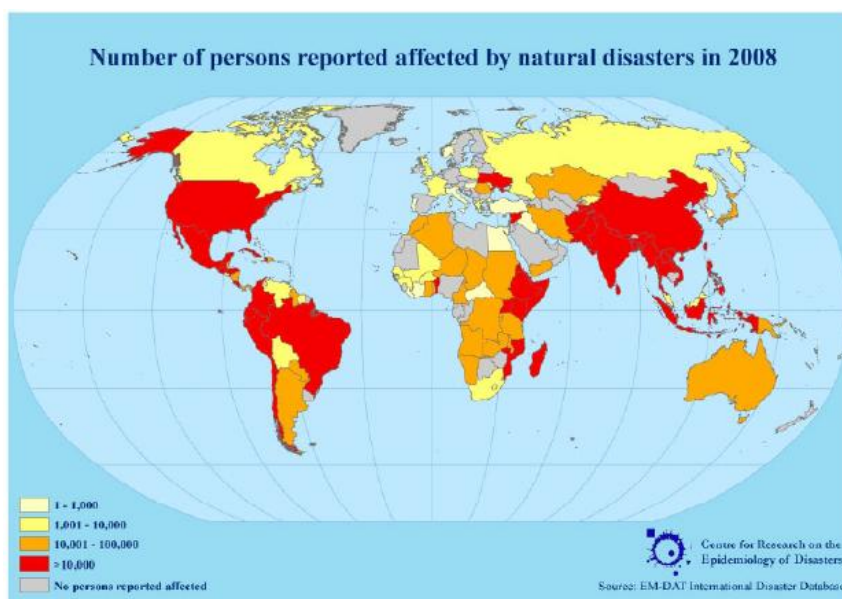 Number of persons reported affected by natural disasters in 2008
1 - 1,000
1,001 - 10,000
10,001 - 100,000
>10,000
No persons reported affected
Centre for Research on the
Epidemiology of Disasters
Source: EM-DAT International Disaster Database